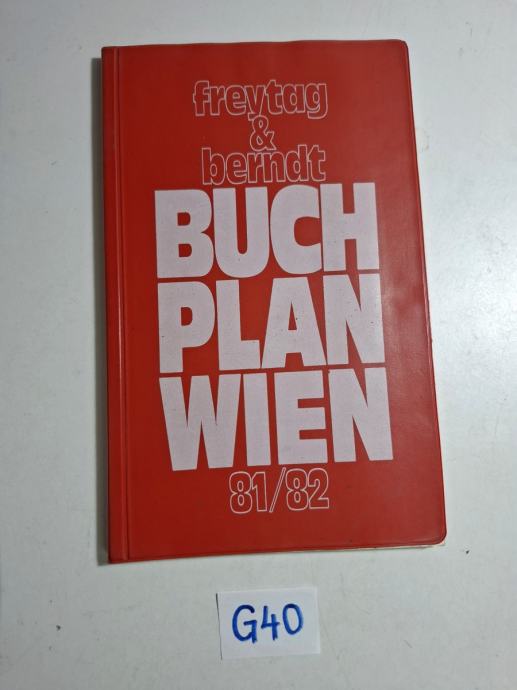 freytag
&
berndt
BUCH
PLAN
WIEN
81/82
G40